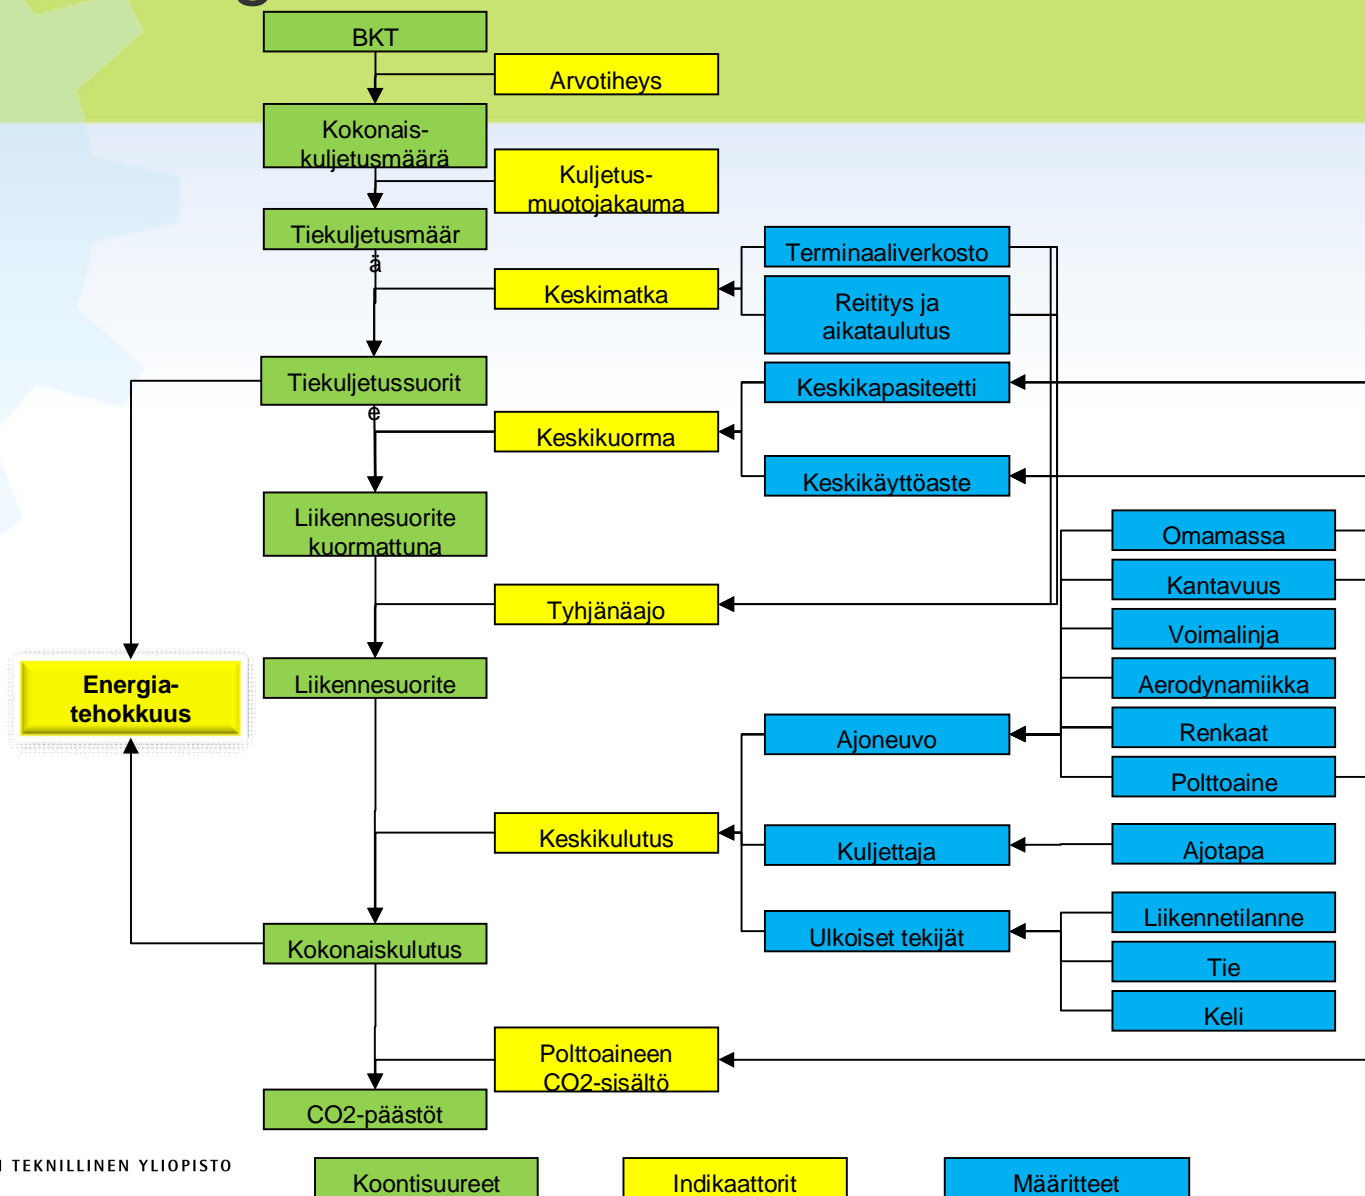 BKT
Arvotiheys
Kokonais-
kuljetusmäärä
Kuljetus-
muotojakauma
Tiekuljetusmäär
ä
Terminaaliverkosto
Keskimatka
Reititys ja
aikataulutus
Tiekuljetussuorit
e
Keskikapasiteetti
Keskikuorma
Keskikäyttöaste
Liikennesuorite
kuormattuna
Omamassa
Kantavuus
Tyhjänäajo
Voimalinja
Energia-
tehokkuus
Liikennesuorite
Aerodynamiikka
Ajoneuvo
Renkaat
Polttoaine
Keskikulutus
Kuljettaja
Ajotapa
Liikennetilanne
Kokonaiskulutus
Ulkoiset tekijät
Tie
Keli
Polttoaineen
CO2-sisältö
CO2-päästöt
TEKNILLINEN YLIOPISTO
Koontisuureet
Indikaattorit
Määritteet